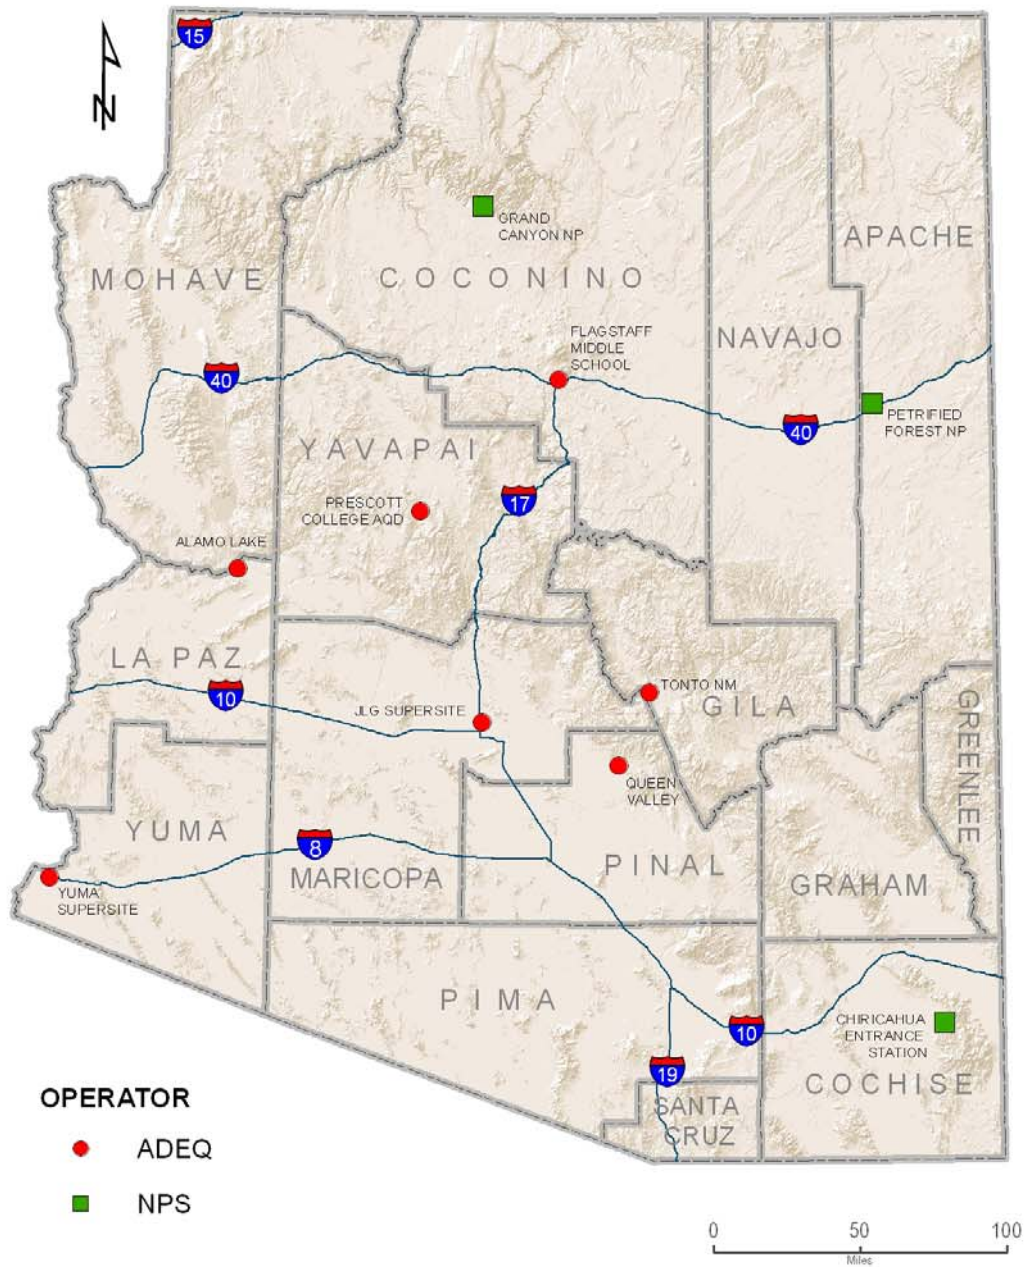 15
N
GRAND
CANYON NP
APACHE
MOHAVE
COCONINO
FLAGSTAFF
MIDDLE
SCHOOL
NAVAJO
40
40
PETRIFIED
FOREST NP
YAVAPAI
17
PRESCOTT
COLLEGE AQD
ALAMO LAKE
LA PAZ
10
JLG SUPERSITE
TONTO NM
GILA
GREENLEE
QUEEN
VALLEY
YUMA
8
MARICOPA
PINAL
GRAHAM
YUMA
SUPERSITE
PIMA
10
CHIRICAHUA
ENTRANCE
STATION
19
COCHISE
SANTA
CRUZ
OPERATOR
ADEQ
NPS
0 50 100
Miles